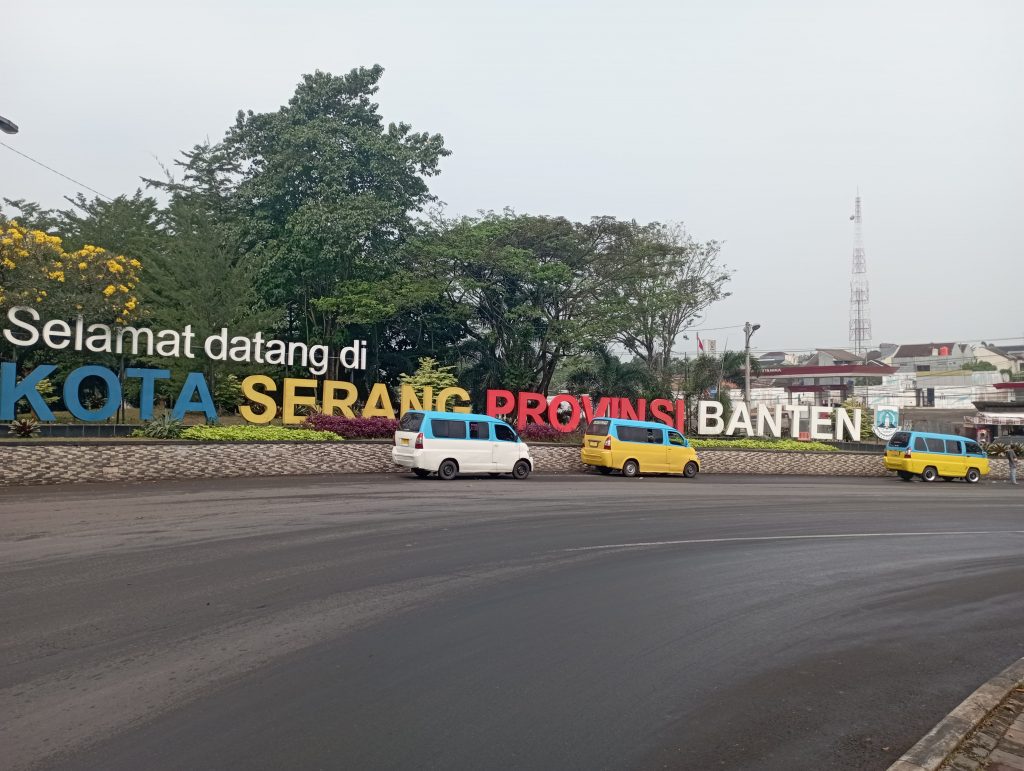 Selamat datang di
KOTA SERANG PROVINSI BANTEN